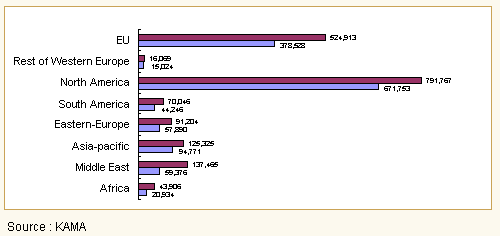 EU
524,913
378,528
Rest of Western Europe
16,069
15,024
North America
791,767
671,753
South America
70,046
44,246
Eastern-Europe
91,204
57,890
Asia-pacific
125,325
94,771
Middle East
137,465
59,376
Africa
43,906
20,934
Source : KAMA